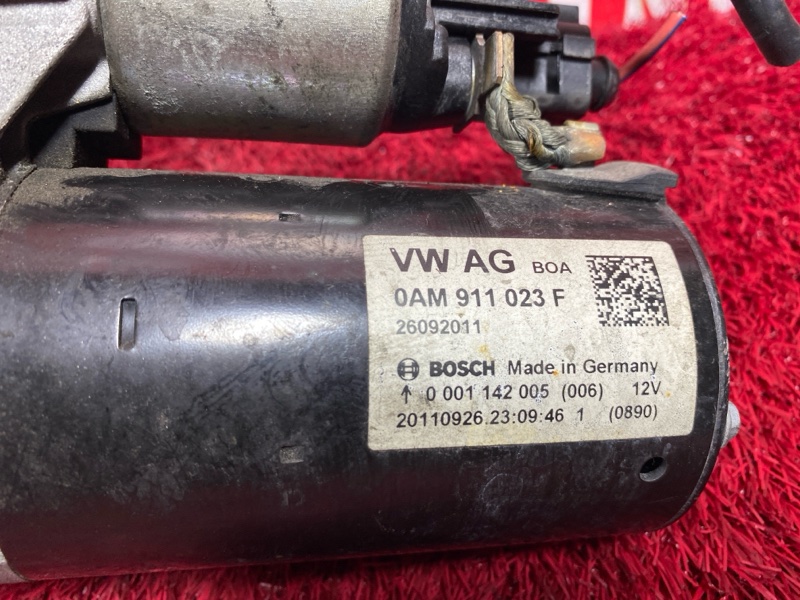 VW AG BOA
0AM 911 023 F
26092011
BOSCH Made in Germany
↑ 0 001 142 005 (006) 12V
20110926.23:09:46 1 (0890)